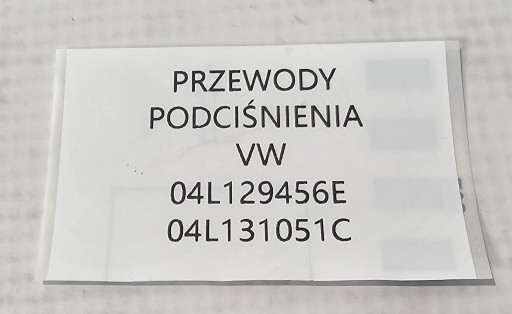 PRZEWODY
PODCIŚNIENIA
VW
04L129456E
04L131051C